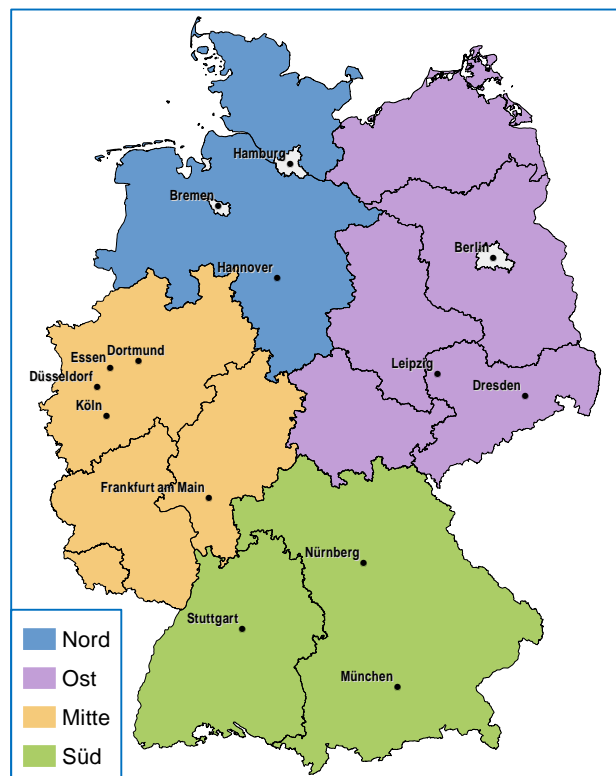 Hamburg
Bremen
Berlin
Hannover
Dortmund
Essen
Düsseldorf
Leipzig
Dresden
Köln
Frankfurt am Main
Nürnberg
Stuttgart
München
Nord
Ost
Mitte
Süd